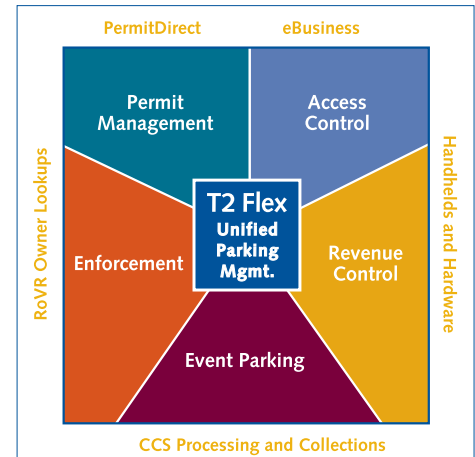 PermitDirect
eBusiness
Permit
Management
Access
Control
RoVR Owner Lookups
Handhelds and Hardware
T2 Flex
Unified
Parking
Mgmt.
Enforcement
Revenue
Control
Event Parking
CCS Processing and Collections